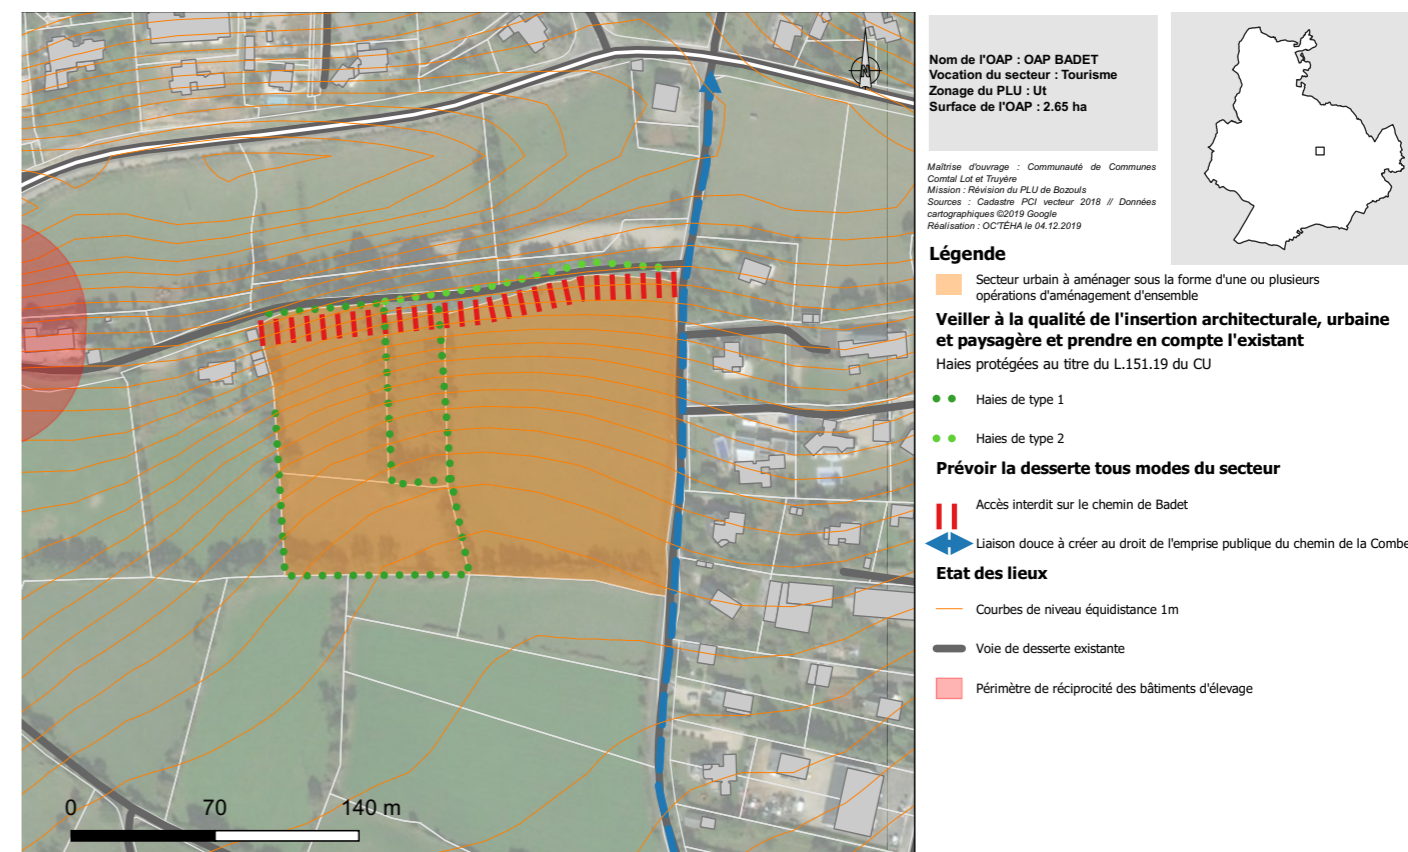 Nom de l'OAP : OAP BADET
Vocation du secteur : Tourisme
Zonage du PLU : Ut
Surface de l'OAP : 2.65 ha
Maîtrise d'ouvrage : Communauté de Communes
Comtal Lot et Truyère
Mission : Révision du PLU de Bozouls
Sources : Cadastre PCI vecteur 2018 // Données
cartographiques ©2019 Google
Réalisation : OC'TÉHA le 04.12.2019
Légende
Secteur urbain à aménager sous la forme d'une ou plusieurs
opérations d'aménagement d'ensemble
Veiller à la qualité de l'insertion architecturale, urbaine
et paysagère et prendre en compte l'existant
Haies protégées au titre du L.151.19 du CU
Haies de type 1
Haies de type 2
Prévoir la desserte tous modes du secteur
Accès interdit sur le chemin de Badet
Liaison douce à créer au droit de l'emprise publique du chemin de la Combe
Etat des lieux
Courbes de niveau équidistance 1m
Voie de desserte existante
Périmètre de réciprocité des bâtiments d'élevage
N
0 70 140 m